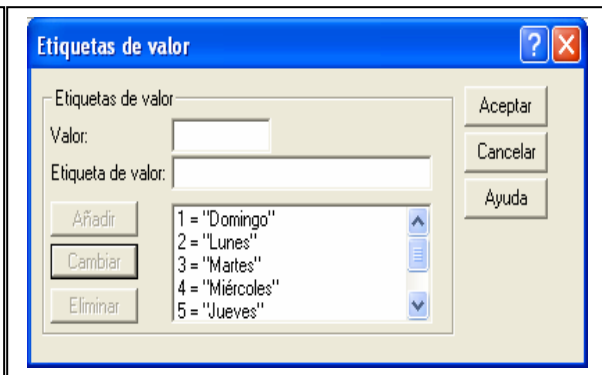 Etiquetas de valor
Etiquetas de valor
Valor:
Etiqueta de valor:
Añadir
Cambiar
Eliminar
1 = "Domingo"
2 = "Lunes"
3 = "Martes"
4 = "Miércoles"
5 = "Jueves"
Aceptar
Cancelar
Ayuda